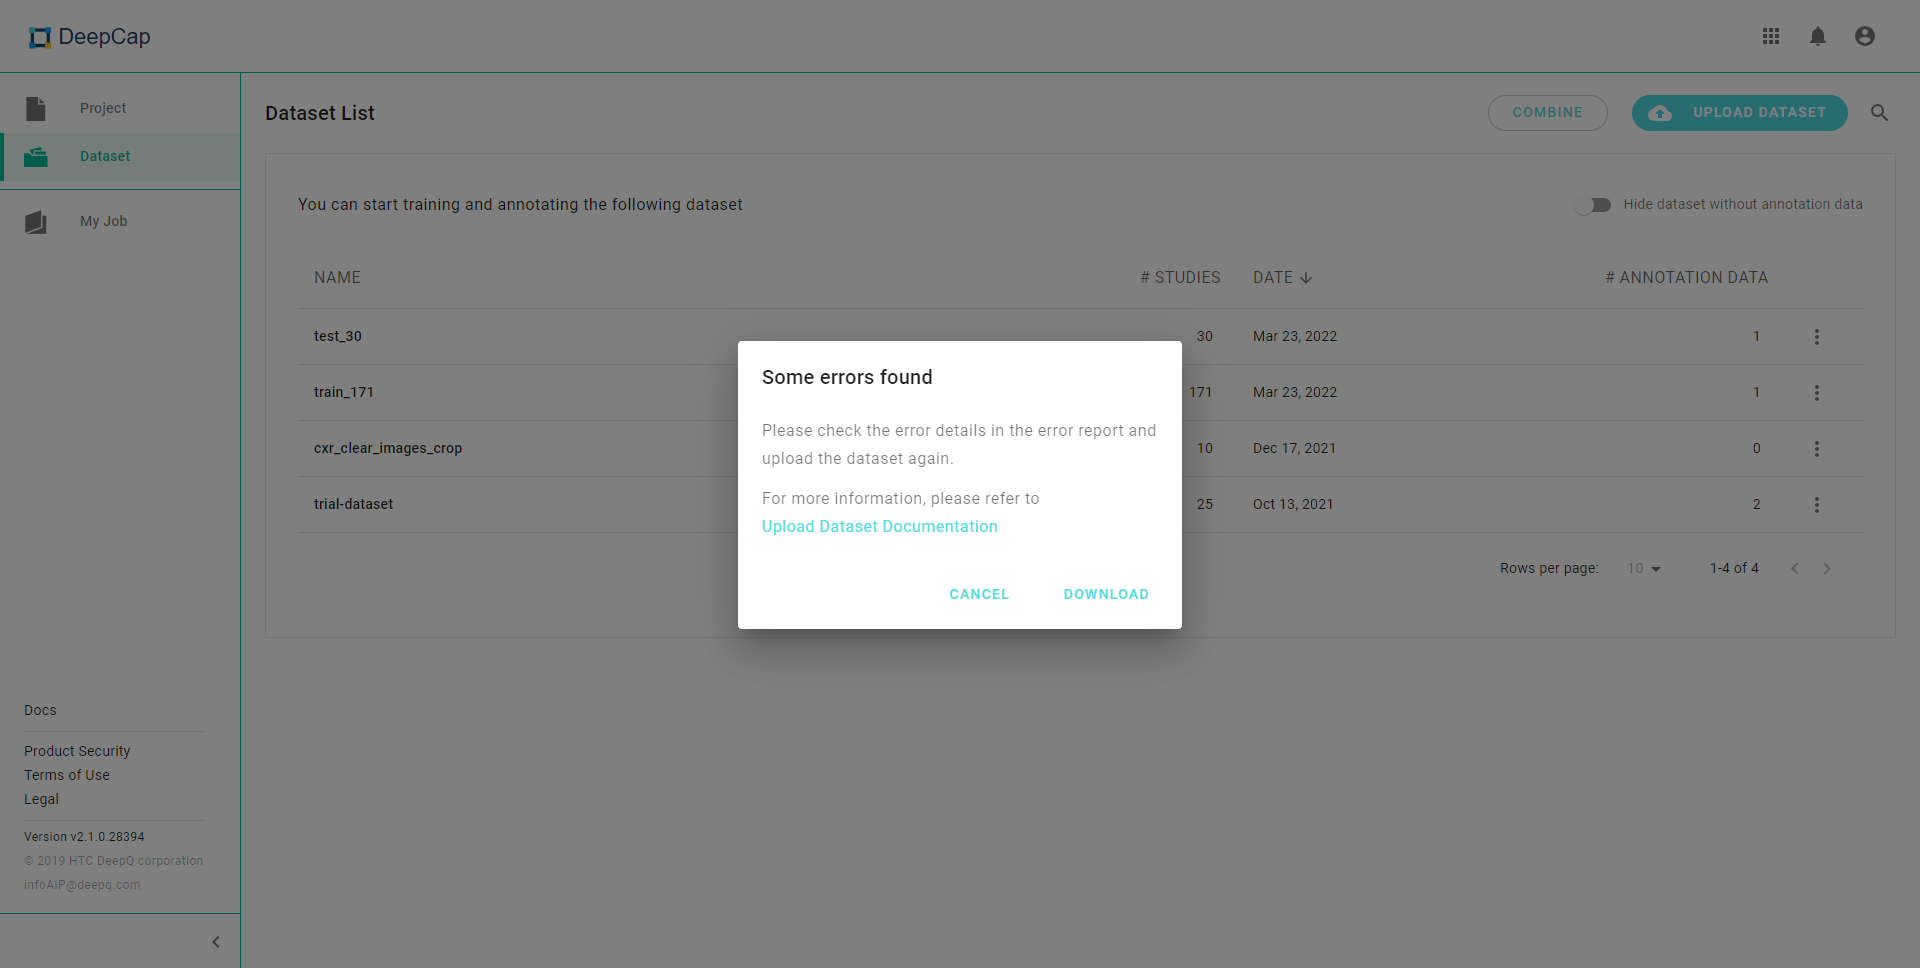 DeepCap
Project
Dataset
My Job
Docs
Product Security
Terms of Use
Legal
Version v2.1.0.28394
© 2019 HTC DeepQ corporation
infoAIP@deepq.com
Dataset List
COMBINE
UPLOAD DATASET
You can start training and annotating the following dataset
Hide dataset without annotation data
NAME # STUDIES DATE # ANNOTATION DATA
test_30 30 Mar 23, 2022 1
train_171 171 Mar 23, 2022 1
cxr_clear_images_crop 10 Dec 17, 2021 0
trial-dataset 25 Oct 13, 2021 2
Rows per page: 10 1-4 of 4
Some errors found
Please check the error details in the error report and
upload the dataset again.
For more information, please refer to
Upload Dataset Documentation
CANCEL DOWNLOAD